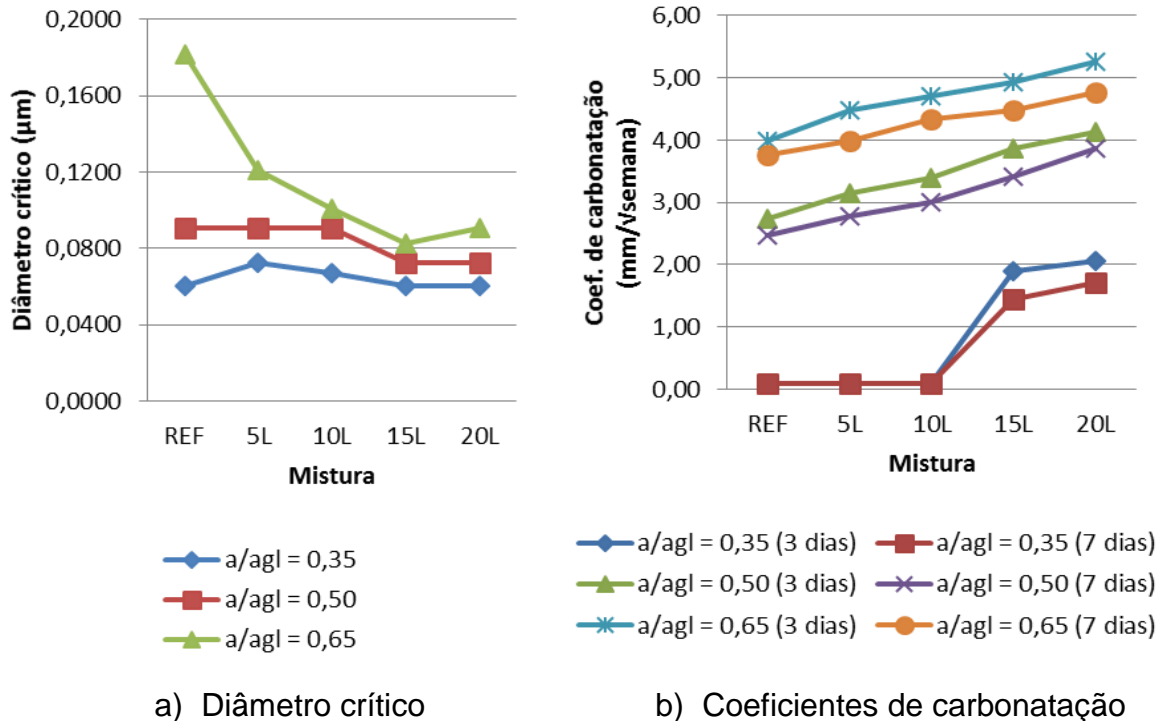 Diâmetro crítico (µm)
0,2000
0,1600
0,1200
0,0800
0,0400
0,0000
REF 5L 10L 15L 20L
Mistura
a/agl = 0,35
a/agl = 0,50
a/agl = 0,65
a) Diâmetro crítico
Coef. de carbonatação
(mm/√semana)
6,00
5,00
4,00
3,00
2,00
1,00
0,00
REF 5L 10L 15L 20L
Mistura
a/agl = 0,35 (3 dias) a/agl = 0,35 (7 dias)
a/agl = 0,50 (3 dias) a/agl = 0,50 (7 dias)
a/agl = 0,65 (3 dias) a/agl = 0,65 (7 dias)
b) Coeficientes de carbonatação